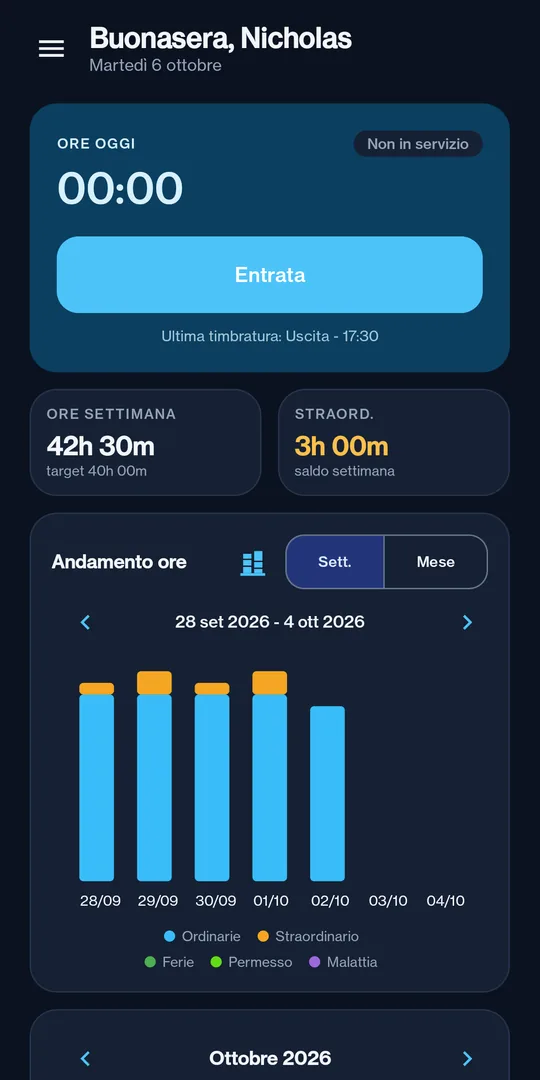 Buonasera, Nicholas
Martedì 6 ottobre
ORE OGGI
Non in servizio
00:00
Entrata
Ultima timbratura: Uscita - 17:30
ORE SETTIMANA
42h 30m
target 40h 00m
STRAORD.
3h 00m
saldo settimana
Andamento ore
Sett.
Mese
28 set 2026 - 4 ott 2026
28/09 29/09 30/09 01/10 02/10 03/10 04/10
Ordinarie Straordinario
Ferie Permesso Malattia
Ottobre 2026